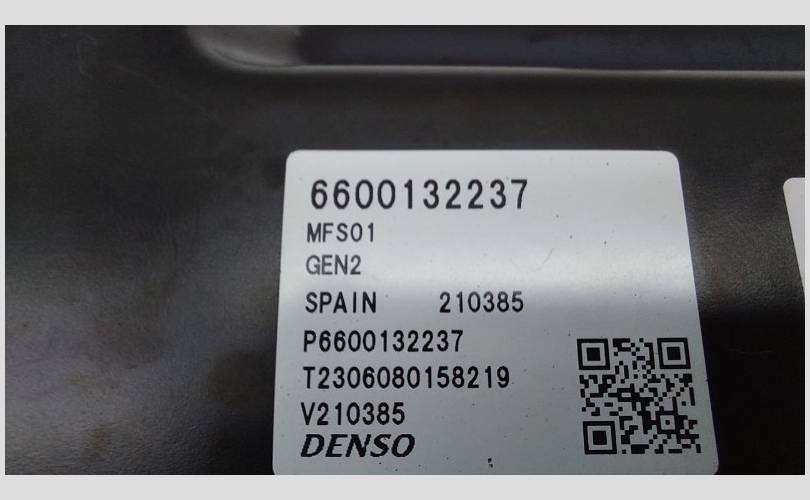 6600132237
MFS01
GEN2
SPAIN 210385
P6600132237
T2306080158219
V210385
DENSO